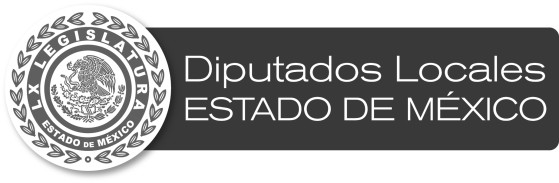 LX LEGISLATURA
ESTADO DE MÉXICO
Diputados Locales
ESTADO DE MÉXICO